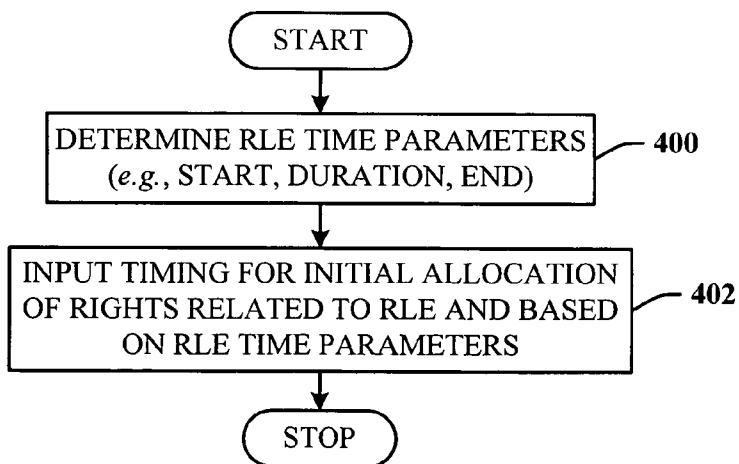 START
DETERMINE RLE TIME PARAMETERS
(e.g., START, DURATION, END)
400
INPUT TIMING FOR INITIAL ALLOCATION
OF RIGHTS RELATED TO RLE AND BASED
ON RLE TIME PARAMETERS
402
STOP